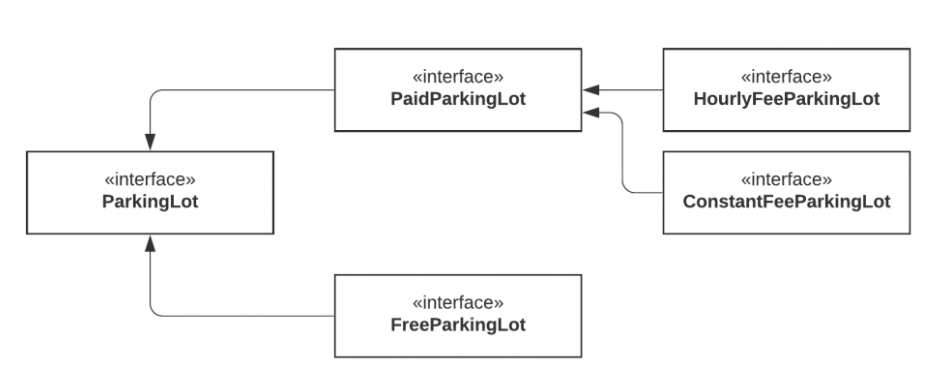 «interface»
PaidParkingLot
«interface»
HourlyFeeParkingLot
«interface»
ParkingLot
«interface»
ConstantFeeParkingLot
«interface»
FreeParkingLot